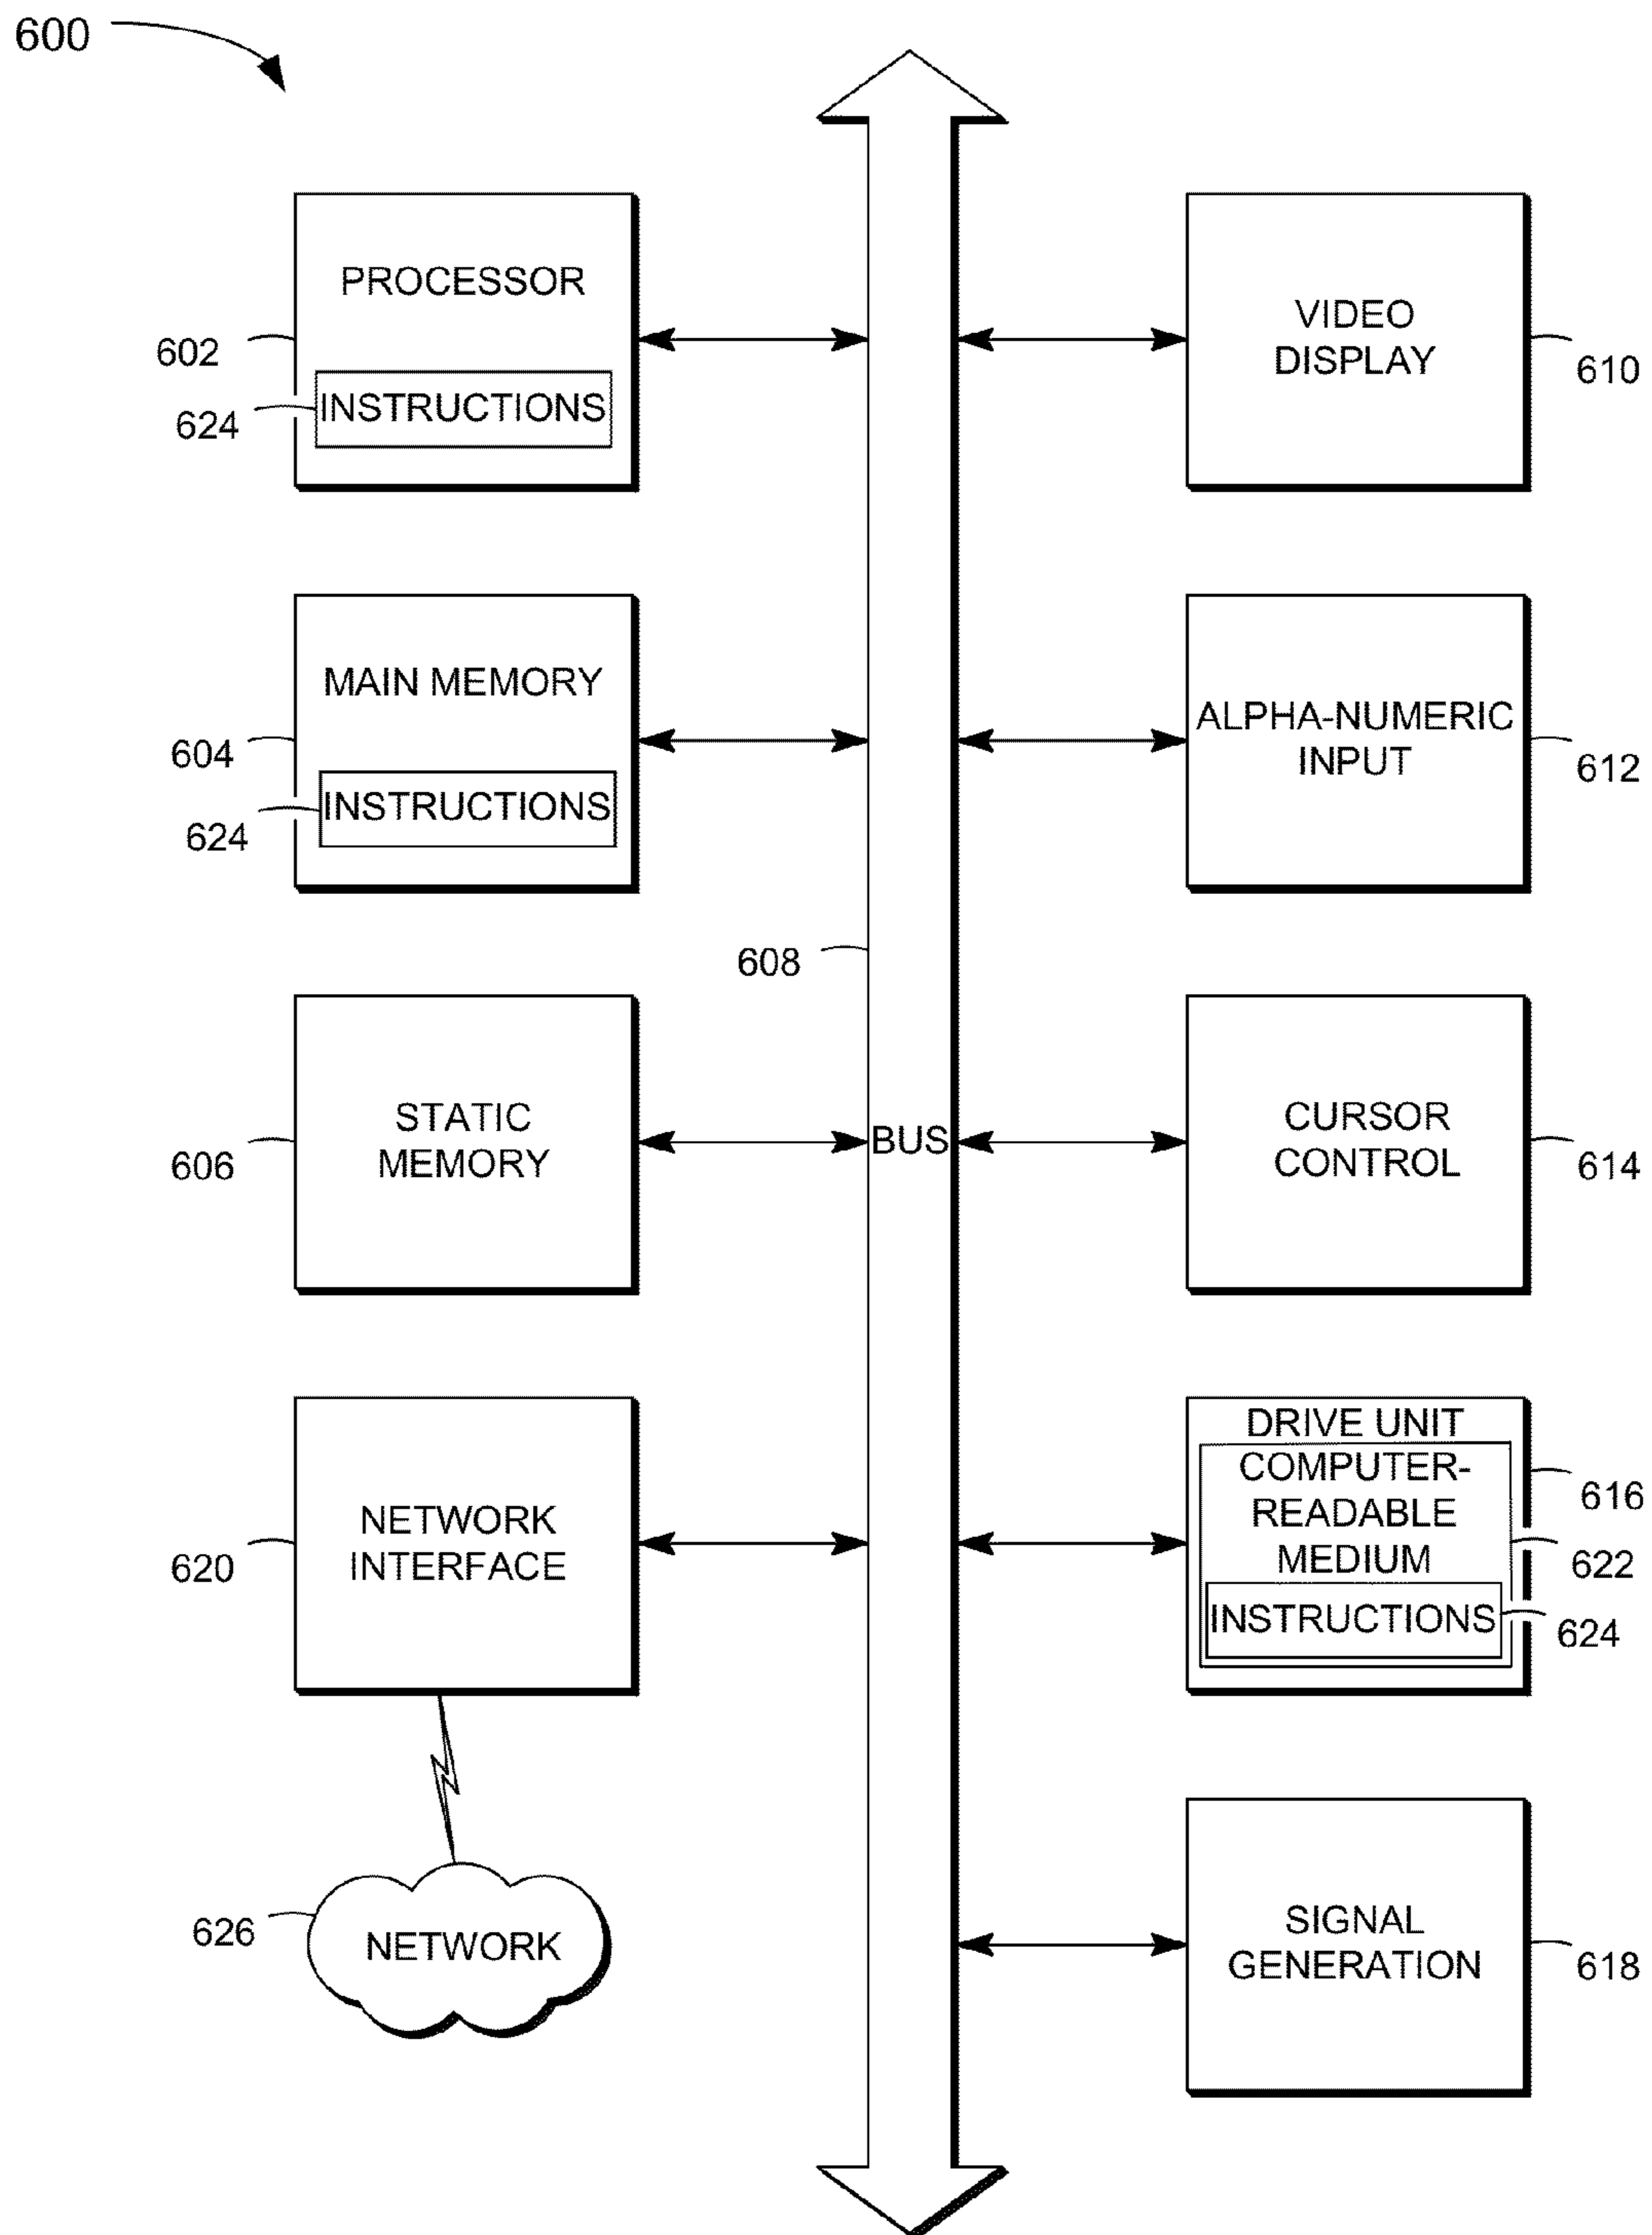 600
PROCESSOR
602
INSTRUCTIONS
624
MAIN MEMORY
604
INSTRUCTIONS
624
608
STATIC
MEMORY
606
BUS
NETWORK
INTERFACE
620
NETWORK
626
VIDEO
DISPLAY
610
ALPHA-NUMERIC
INPUT
612
CURSOR
CONTROL
614
DRIVE UNIT
COMPUTER-
READABLE
MEDIUM
616
622
INSTRUCTIONS
624
SIGNAL
GENERATION
618